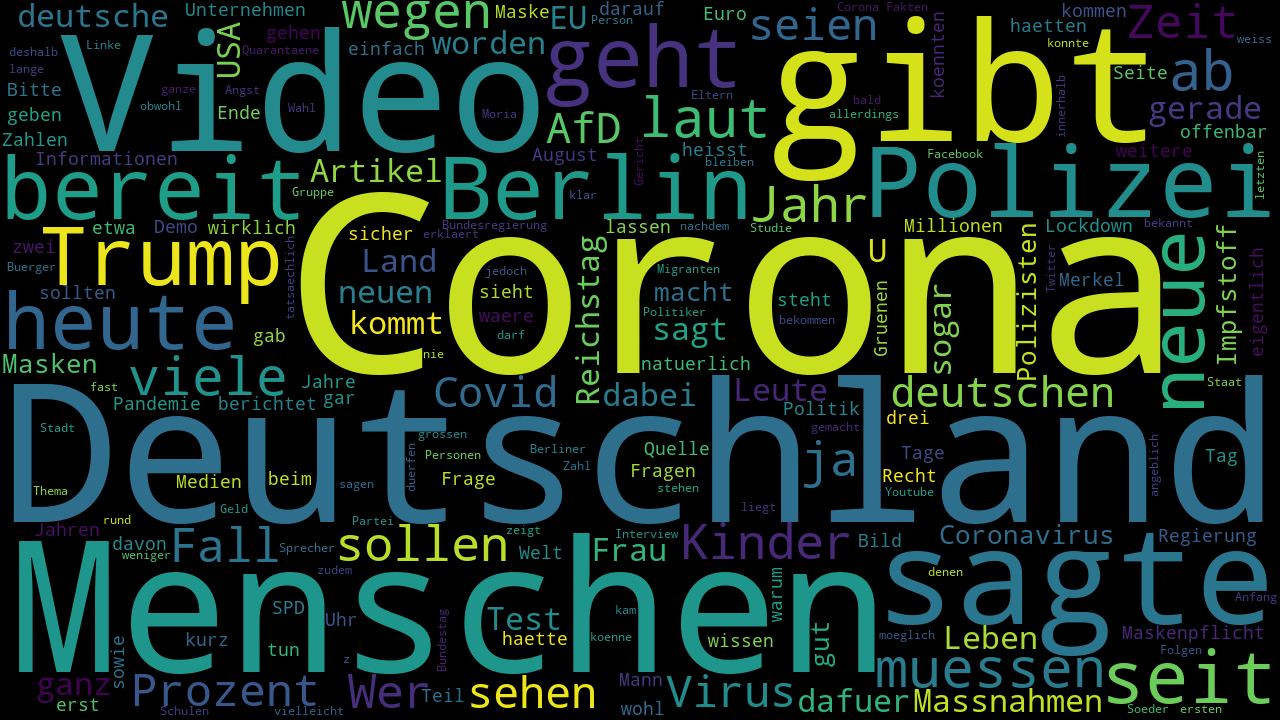 deutsche
Unternehmen
wegen
Maske
EU
darauf
Person
Euro
Corona Fakten
kommen
Zeit
weiss
deshalb
Linke
gehen
Quarantaene
USA
einfach
worden
geht
seien
haetten
konnte
gibt
Video
lange
Bitte
ganze
Angst
obwohl
Wahl
Moria
Eltern
koennten
bald
allerdings
innerhalb
Seite
ab
gerade
geben
Ende
AfD
laut
offenbar
Zahlen
Informationen
Artikel
August
heisst
bleiben
Gericht
Facebook
weitere
letzten
bereit
Gruppe
Berlin
klar
Jahr
Polizei
etwa
Demo
wirklich
sicher
Bundesregierung
erklaert
lassen
nachdem
Studie
Millionen
Lockdown
bekannt
zwei
Trump
Buerger
tatsaechlich
Land
Corona
jedoch
Reichstag
Migranten
U
Polizisten
Twitter
Merkel
neue
Impfstoff
eigentlich
sollten
neuen
sieht
macht
steht
Gruenen
sogar
heute
gab
kommt
waere
Politiker
sagt
bekommen
darf
nie
natuerlich
Masken
viele
Jahre
fast
gar
Covid
dabei
Leute
deutschen
Staat
Pandemie
berichtet
Politik
drei
gemacht
Deutschland
Stadt
grossen
Personen
duerfen
Berliner
Zahl
Quelle
ja
Tage
angeblich
Tag
Thema
Medien
beim
sagen
Frage
Fragen
stehen
Recht
Youtube
Geld
liegt
Jahren
rund
Partei
zeigt
Interview
davon
weniger
Fall
Sprecher
sollen
Welt
Frau
Kinder
Bild
Coronavirus
Regierung
Menschen
zudem
warum
denen
sagte
Anfang
SPD
Uhr
Test
kam
sowie
kurz
tun
Bundestag
haette
koenne
wissen
gut
moeglich
Leben
Maskenpflicht
Folgen
z
muessen
seit
ganz
erst
Prozent
Schulen
vielleicht
Wer
Teil
sehen
Mann
wohl
Virus
dafuer
Massnahmen
Soeder
ersten